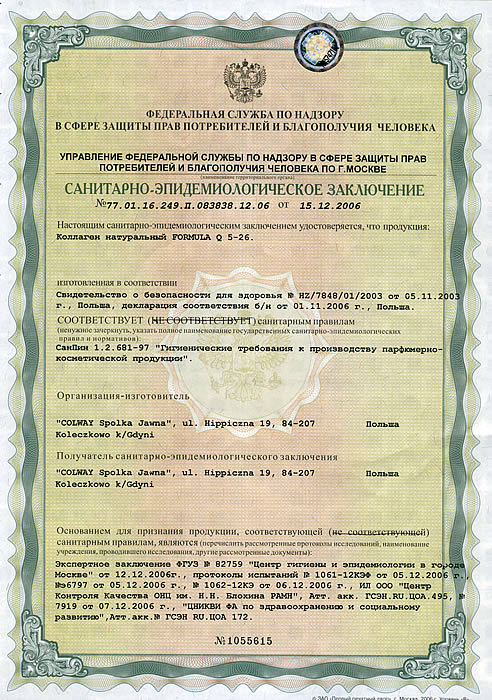 ФЕДЕРАЛЬНАЯ СЛУЖБА ПО НАДЗОРУ
В СФЕРЕ ЗАЩИТЫ ПРАВ ПОТРЕБИТЕЛЕЙ И БЛАГОПОЛУЧИЯ ЧЕЛОВЕКА
УПРАВЛЕНИЕ ФЕДЕРАЛЬНОЙ СЛУЖБЫ ПО НАДЗОРУ В СФЕРЕ ЗАЩИТЫ ПРАВ
ПОТРЕБИТЕЛЕЙ И БЛАГОПОЛУЧИЯ ЧЕЛОВЕКА ПО Г.МОСКВЕ
(наименование территориального органа)
САНИТАРНО-ЭПИДЕМИОЛОГИЧЕСКОЕ ЗАКЛЮЧЕНИЕ
№77.01.16.249.П.083838.12.06 от 15.12.2006
Настоящим санитарно-эпидемиологическим заключением удостоверяется, что продукция:
Коллаген натуральный FORMULA Q 5-26.
изготовленная в соответствии
Свидетельство о безопасности для здоровья № HZ/7848/01/2003 от 05.11.2003
г., Польша, декларация соответствия б/н от 01.11.2006 г., Польша.
СООТВЕТСТВУЕТ (НЕ СООТВЕТСТВУЕТ) санитарным правилам
(ненужное зачеркнуть, указать полное наименование государственных санитарно-эпидемиологических
правил и нормативов):
СанПин 1.2.681-97 "Гигиенические требования к производству парфюмерно-
косметической продукции".
Организация-изготовитель
"COLWAY Spolka Jawna", ul. Hippiczna 19, 84-207 Польша
Koleczkowo k/Gdyni
Получатель санитарно-эпидемиологического заключения
"COLWAY Spolka Jawna", ul. Hippiczna 19, 84-207 Польша
Koleczkowo k/Gdyni
Основанием для признания продукции, соответствующей (не соответствующей)
санитарным правилам, являются (перечислить рассмотренные протоколы исследований, наименование
учреждения, проводившего исследования, другие рассмотренные документы):
Экспертное заключение ФГУЗ № 82759 "Центр гигиены и эпидемиологии в городе
Москве" от 12.12.2006г., протоколы испытаний № 1061-12КЭФ от 05.12.2006 г.,
№э6797 от 05.12.2006 г., № 1062-12КЭ от 06.12.2006 г., ИЛ ООО "Центр
Контроля Качества ОНЦ им. Н.Н. Блохина РАМН", Атт. акк. ГСЭН.RU.ЦОА.495, №
7919 от 07.12.2006 г., "ЦНИКВИ ФА по здравоохранению и социальному
развитию",Атт.акк.№ ГСЭН RU.ЦОА 172.
№1055615